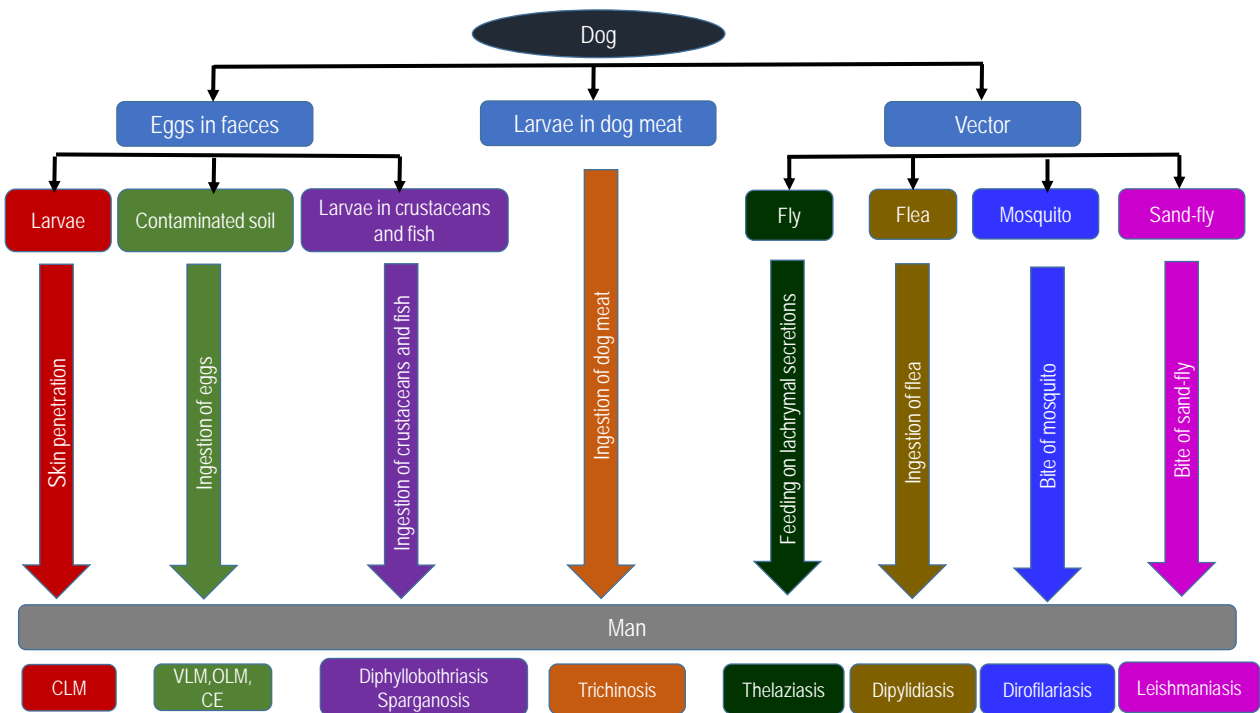 Dog
Eggs in faeces
Larvae in dog meat
Vector
Larvae
Contaminated soil
Larvae in crustaceans
and fish
Fly
Flea
Mosquito
Sand-fly
Skin penetration
Ingestion of eggs
Ingestion of crustaceans and fish
Ingestion of dog meat
Feeding on lachrymal secretions
Ingestion of flea
Bite of mosquito
Bite of sand-fly
Man
CLM
VLM,OLM,
CE
Diphyllobothriasis
Sparganosis
Trichinosis
Thelaziasis
Dipylidiasis
Dirofilariasis
Leishmaniasis